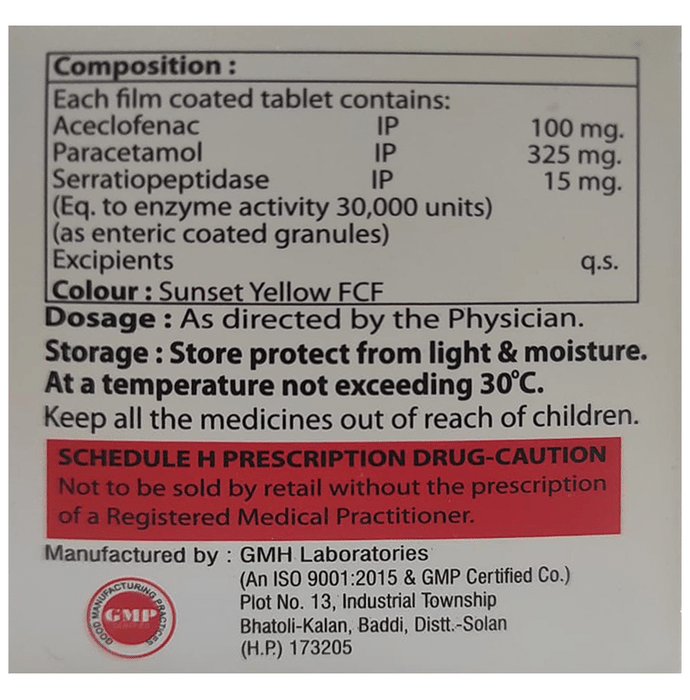 Composition :
Each film coated tablet contains:
Aceclofenac IP 100 mg.
Paracetamol IP 325 mg.
Serratiopeptidase IP 15 mg.
(Eq. to enzyme activity 30,000 units)
(as enteric coated granules)
Excipients q.s.
Colour : Sunset Yellow FCF
Dosage : As directed by the Physician.
Storage : Store protect from light & moisture.
At a temperature not exceeding 30°C.
Keep all the medicines out of reach of children.
SCHEDULE H PRESCRIPTION DRUG-CAUTION
Not to be sold by retail without the prescription
of a Registered Medical Practitioner.
Manufactured by : GMH Laboratories
(An ISO 9001:2015 & GMP Certified Co.)
Plot No. 13, Industrial Township
Bhatoli-Kalan, Baddi, Distt.-Solan
(H.P.) 173205
GOOD MANUFACTURING PRACTICES
GMP